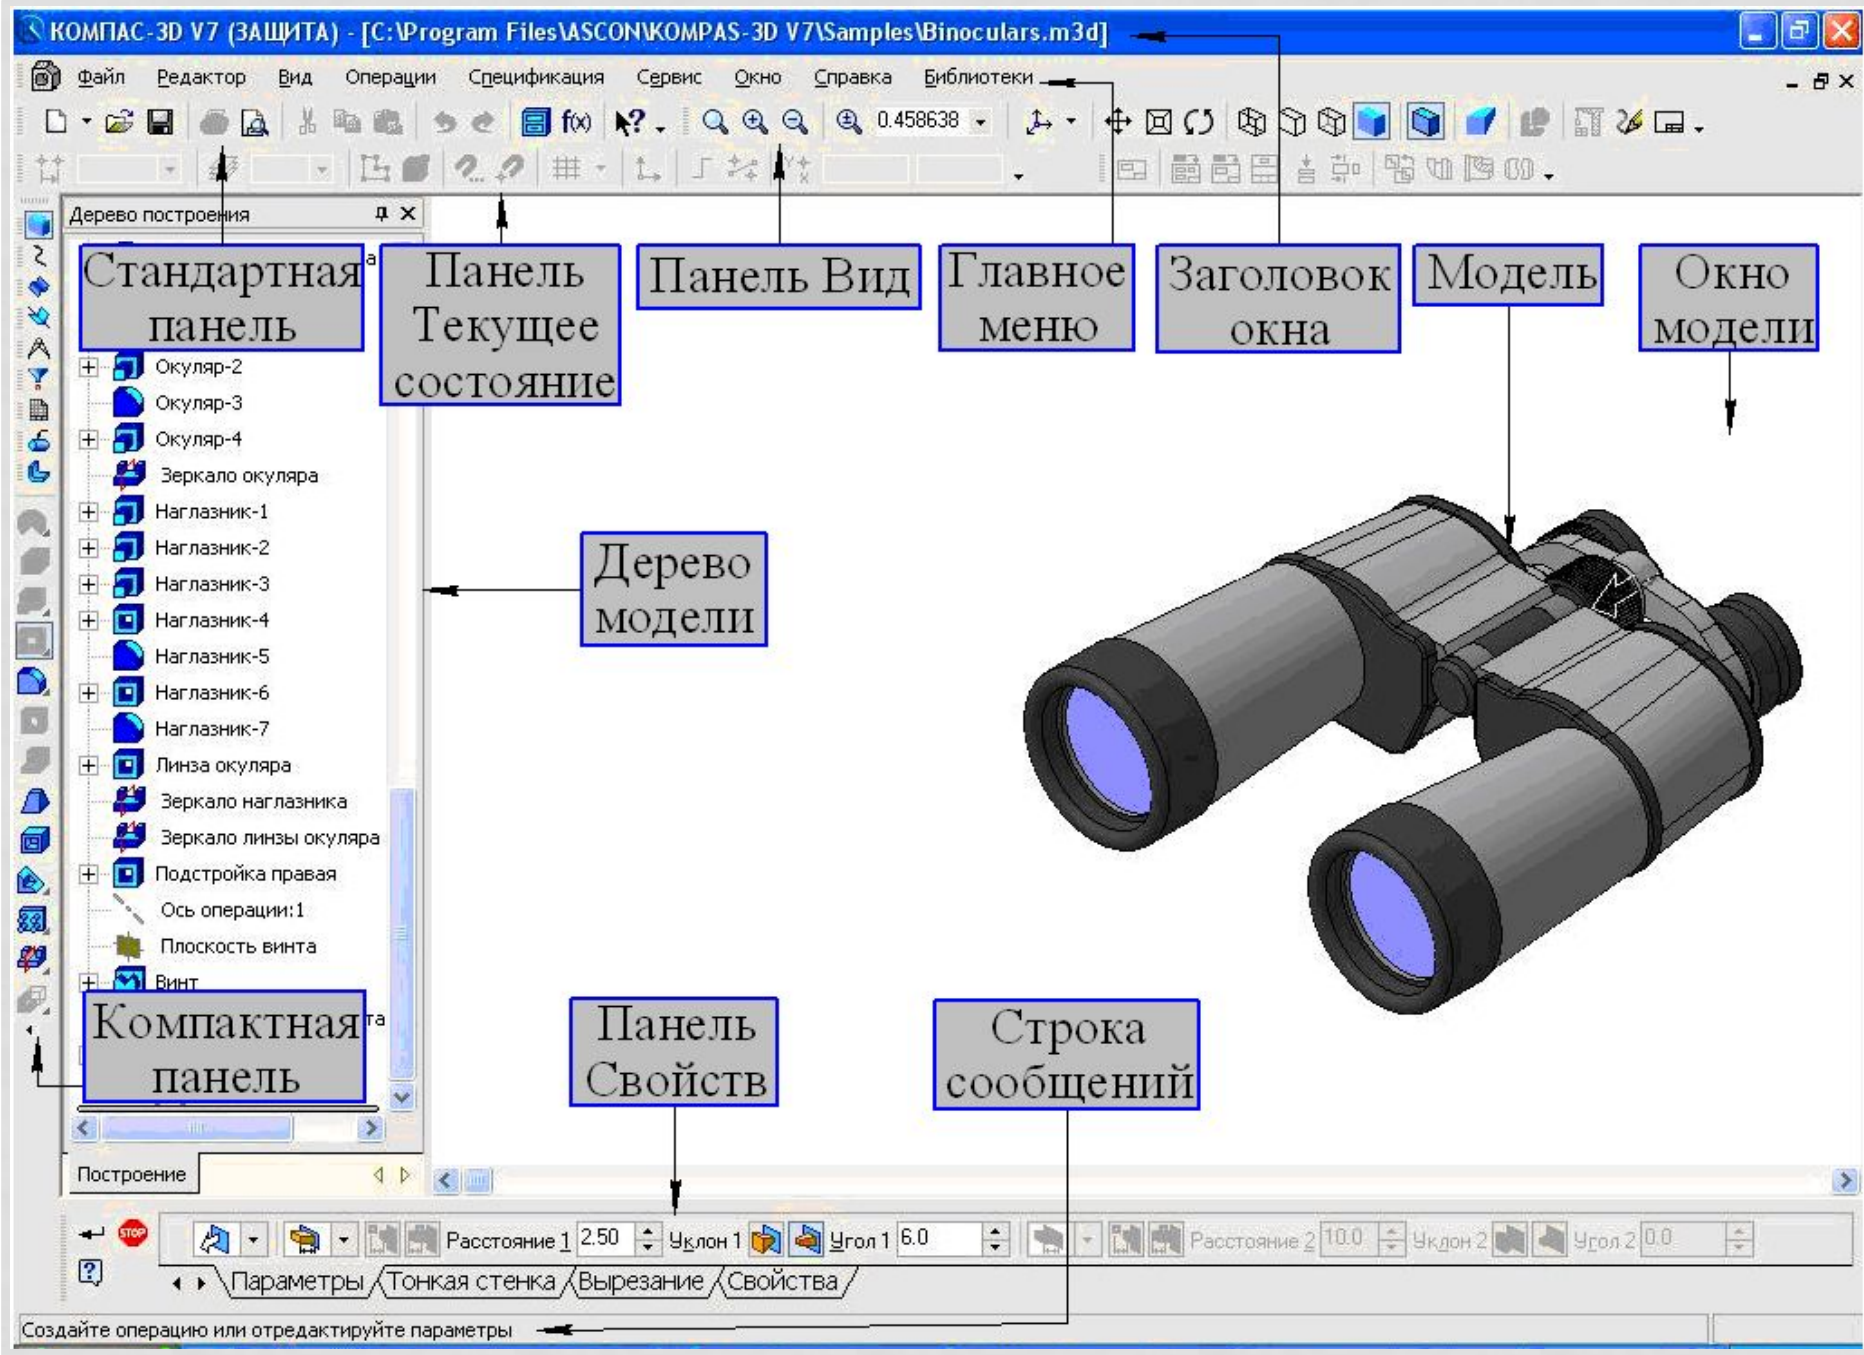 КОМПАС-3D V7 (ЗАЩИТА) - [C:\Program Files\ASCON\KOMPAS-3D V7\Samples\Binoculars.m3d]
Файл Редактор Вид Операции Спецификация Сервис Окно Справка Библиотеки
f(x) 0.458638
Дерево построения
Стандартная
панель
Панель
Текущее
состояние
Панель Вид
Главное
меню
Заголовок
окна
Модель
Окно
модели
Окуляр-2
Окуляр-3
Окуляр-4
Зеркало окуляра
Наглазник-1
Наглазник-2
Наглазник-3
Наглазник-4
Наглазник-5
Наглазник-6
Наглазник-7
Линза окуляра
Зеркало наглазника
Зеркало линзы окуляра
Подстройка правая
Ось операции:1
Плоскость винта
Винт
Дерево
модели
Компактная
панель
Панель
Свойств
Строка
сообщений
Построение
STOP Расстояние 1 2.50 Уклон 1 Угол 1 6.0 Расстояние 2 10.0 Уклон 2 Угол 2 0.0
Параметры Тонкая стенка Вырезание Свойства
Создайте операцию или отредактируйте параметры